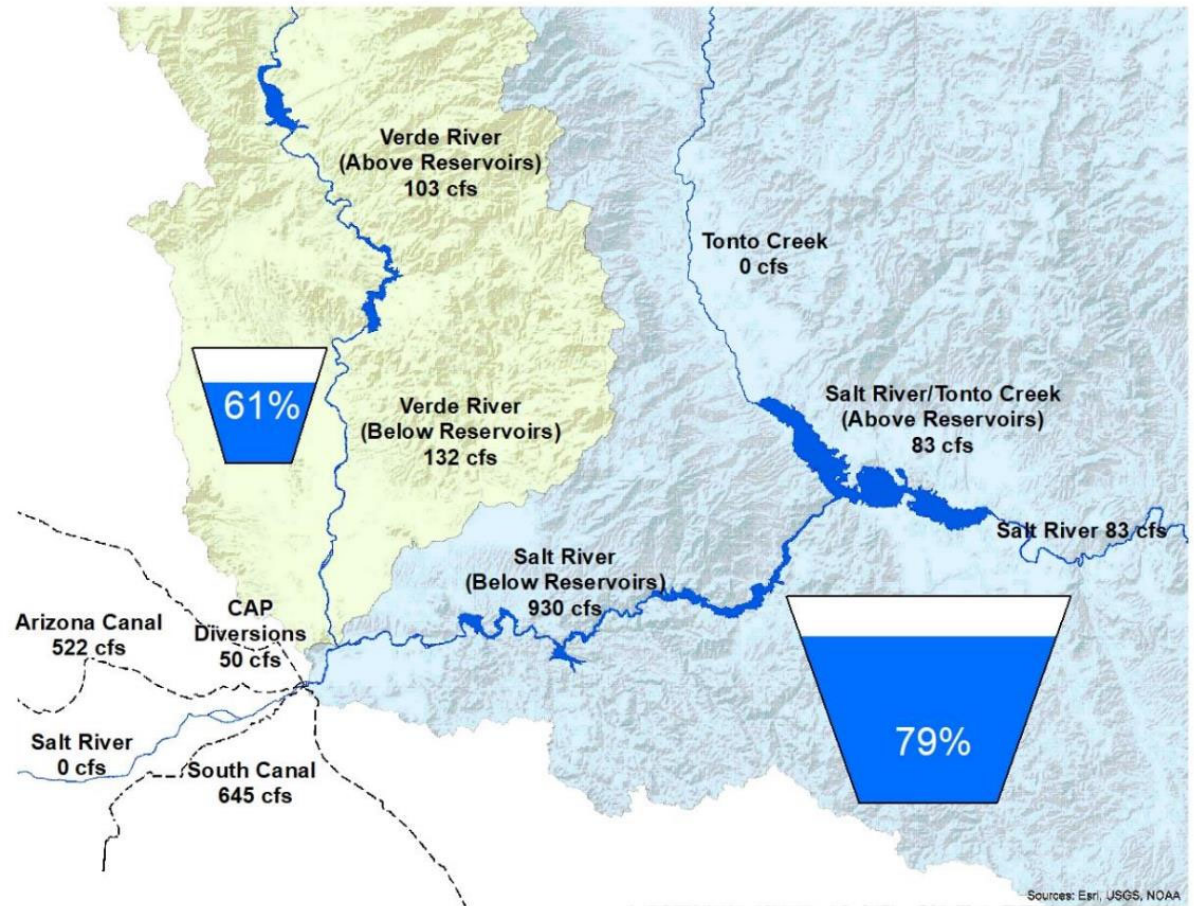 Verde River
(Above Reservoirs)
103 cfs
Tonto Creek
0 cfs
61%
Verde River
(Below Reservoirs)
132 cfs
Salt River/Tonto Creek
(Above Reservoirs)
83 cfs
Salt River 83 cfs
Salt River
(Below Reservoirs)
930 cfs
CAP
Diversions
50 cfs
Arizona Canal
522 cfs
Salt River
0 cfs
South Canal
645 cfs
79%
Sources: Esri, USGS, NOAA